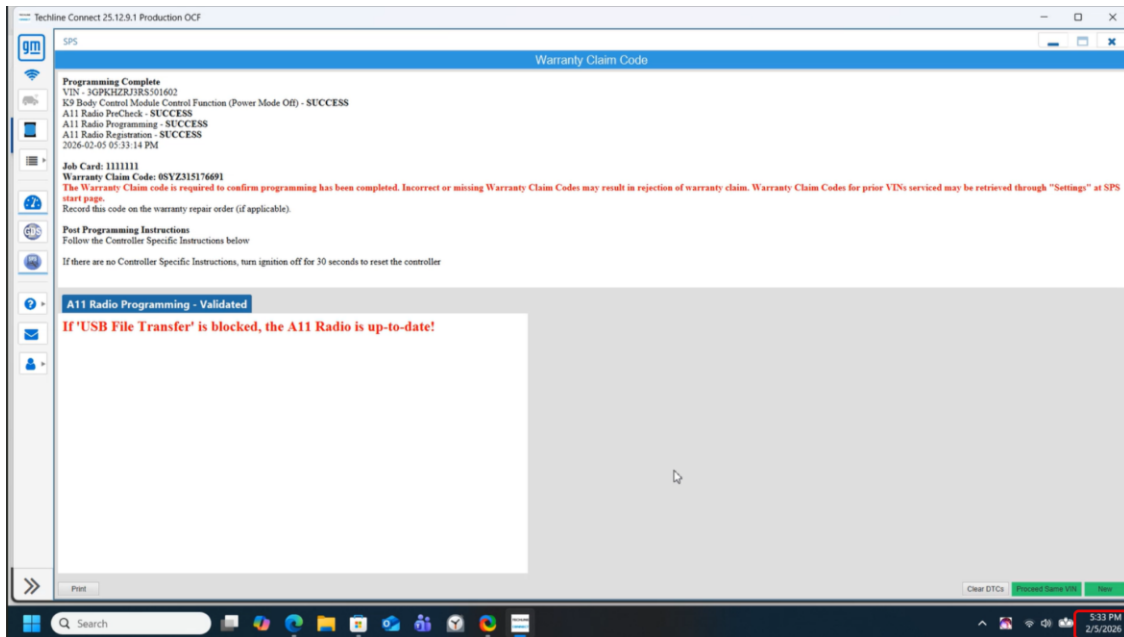 Techline Connect 25.12.9.1 Production OCF
gm
SPS
Warranty Claim Code
Programming Complete
VIN - 3GPKHZRJ3RS501602
K9 Body Control Module Control Function (Power Mode Off) - SUCCESS
A11 Radio PreCheck - SUCCESS
A11 Radio Programming - SUCCESS
A11 Radio Registration - SUCCESS
2026-02-05 05:33:14 PM
Job Card: 1111111
Warranty Claim Code: 0SYZ315176691
The Warranty Claim code is required to confirm programming has been completed. Incorrect or missing Warranty Claim Codes may result in rejection of warranty claim. Warranty Claim Codes for prior VINs serviced may be retrieved through "Settings" at SPS
start page.
Record this code on the warranty repair order (if applicable).
Post Programming Instructions
Follow the Controller Specific Instructions below
If there are no Controller Specific Instructions, turn ignition off for 30 seconds to reset the controller
A11 Radio Programming - Validated
If 'USB File Transfer' is blocked, the A11 Radio is up-to-date!
Print
Clear DTCs
Proceed Same VIN
New
Search
5:33 PM
2/5/2026